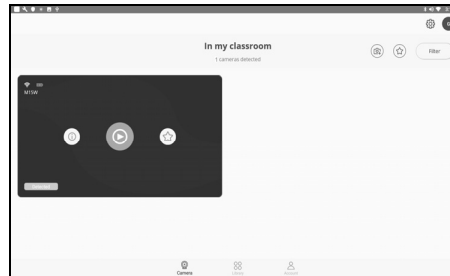 In my classroom
1 cameras detected
Filter
M15W
Camera